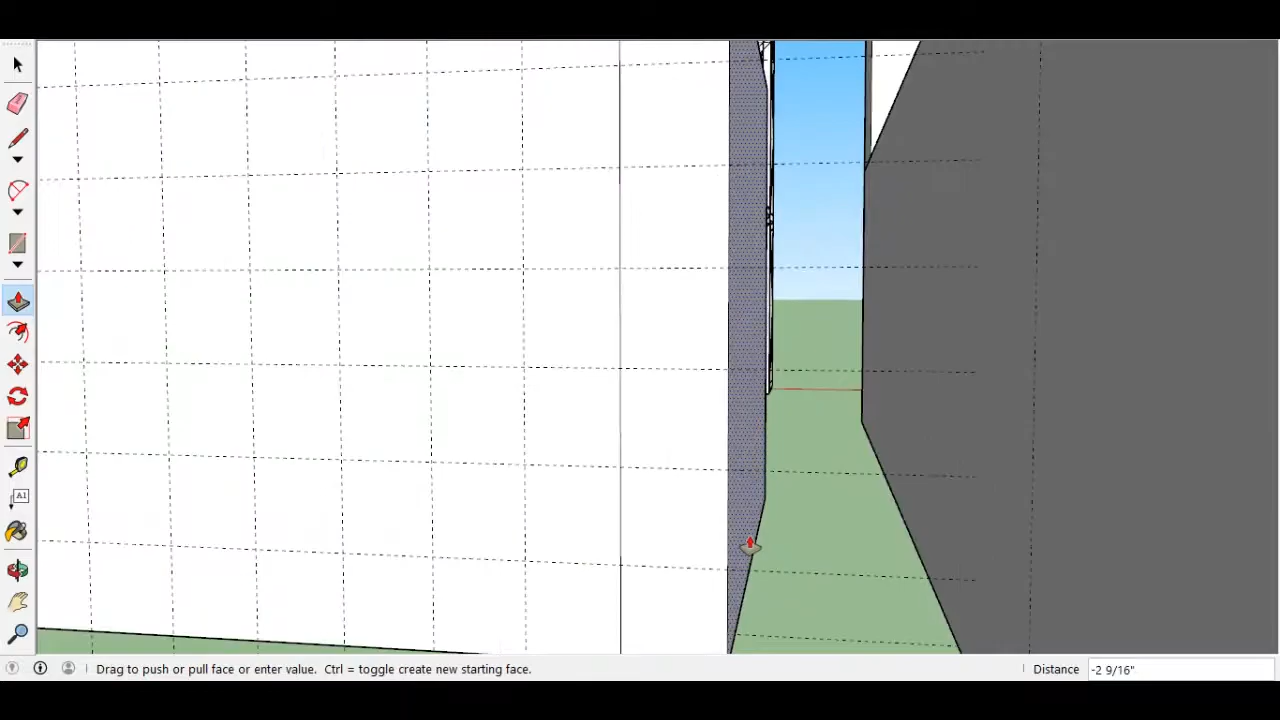 A1
Drag to push or pull face or enter value. Ctrl = toggle create new starting face.
Distance -2 9/16"